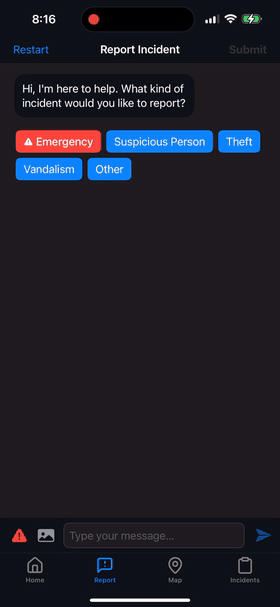 8:16
Restart Report Incident Submit
Hi, I'm here to help. What kind of
incident would you like to report?
Emergency Suspicious Person Theft
Vandalism Other
Type your message...
Home Report Map Incidents